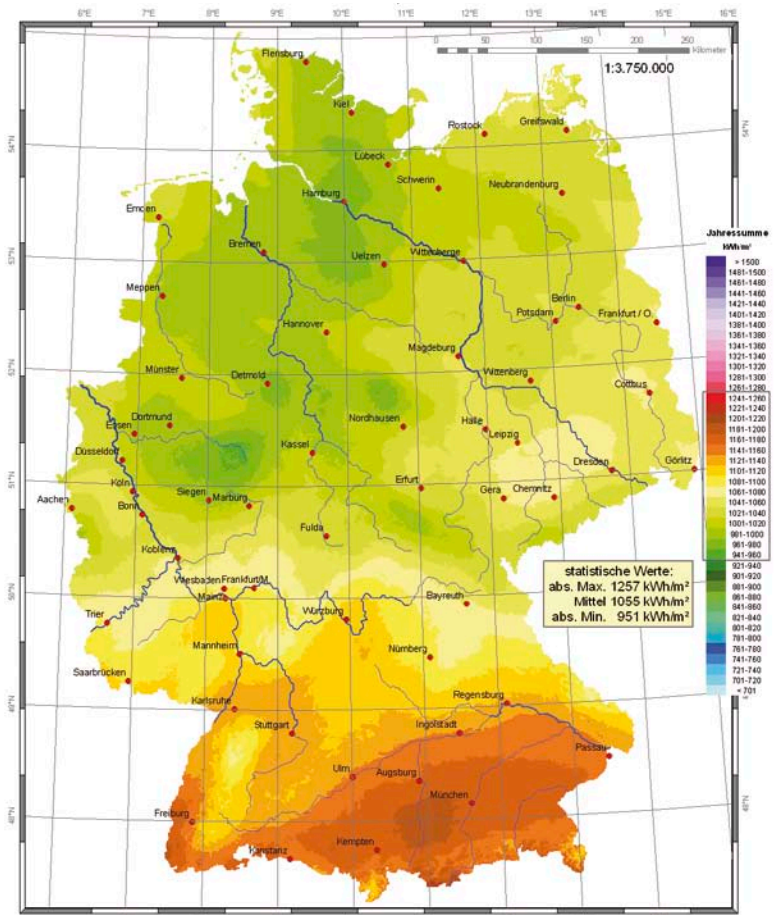 6°E 7°E 8°E 9°E 10°E 11°E 12°E 13°E 14°E 15°E 16°E
0 50 100 150 200 250
Kilometer
1:3.750.000
Flensburg
Kiel
Rostock
Greifswald
54°N
54°N
Lübeck
Schwerin
Neubrandenburg
Hamburg
Emden
Bremen
Uelzen
Wittenberge
53°N
Meppen
Berlin
Potsdam
Frankfurt / O.
Hannover
Magdeburg
52°N
Münster
Detmold
Wittenberg
Cottbus
Dortmund
Essen
Nordhausen
Halle
Leipzig
Düsseldorf
Kassel
Dresden
Görlitz
51°N
Köln
Aachen
Bonn
Siegen
Marburg
Erfurt
Gera
Chemnitz
Fulda
Koblenz
Wiesbaden
Frankfurt/M.
Mainz
50°N
Trier
Würzburg
Bayreuth
Mannheim
Nürnberg
Saarbrücken
Karlsruhe
Regensburg
Stuttgart
Ingolstadt
Passau
Ulm
Augsburg
München
Freiburg
Kempten
Konstanz
Jahressumme
kWh/m²
> 1500
1481-1500
1461-1480
1441-1460
1421-1440
1401-1420
1381-1400
1361-1380
1341-1360
1321-1340
1301-1320
1281-1300
1261-1280
1241-1260
1221-1240
1201-1220
1181-1200
1161-1180
1141-1160
1121-1140
1101-1120
1081-1100
1061-1080
1041-1060
1021-1040
1001-1020
981-1000
961-980
941-960
921-940
901-920
881-900
861-880
841-860
821-840
801-820
781-800
761-780
741-760
721-740
701-720
< 701
statistische Werte:
abs. Max. 1257 kWh/m²
Mittel 1055 kWh/m²
abs. Min. 951 kWh/m²